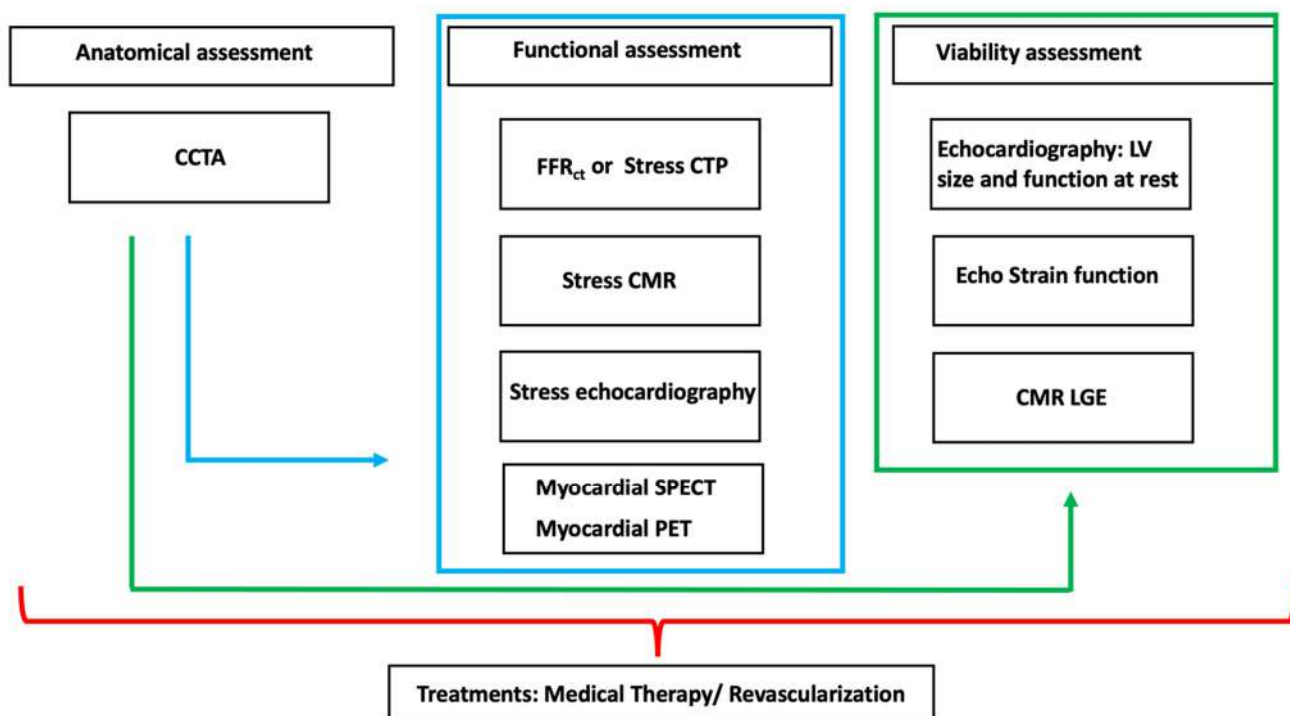 Anatomical assessment
CCTA
Functional assessment
FFRct or Stress CTP
Stress CMR
Stress echocardiography
Myocardial SPECT
Myocardial PET
Viability assessment
Echocardiography: LV
size and function at rest
Echo Strain function
CMR LGE
Treatments: Medical Therapy/ Revascularization